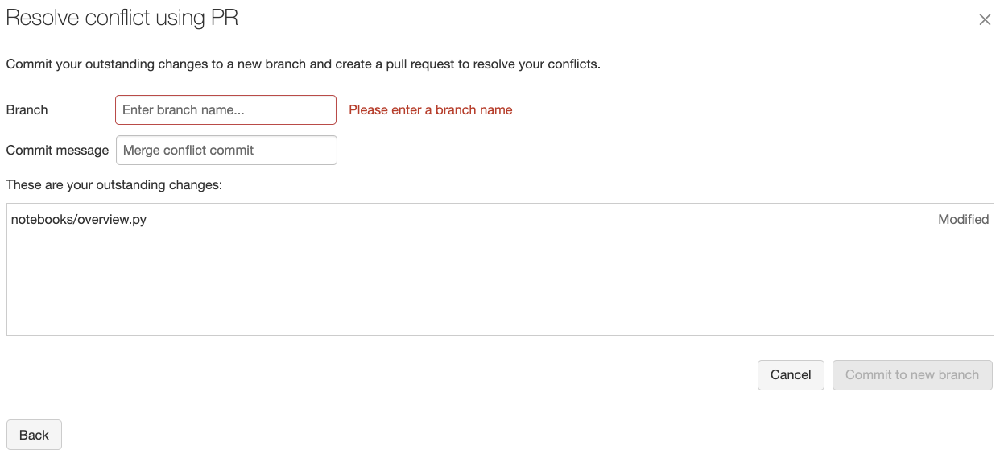 Resolve conflict using PR
Commit your outstanding changes to a new branch and create a pull request to resolve your conflicts.
Branch Enter branch name... Please enter a branch name
Commit message Merge conflict commit
These are your outstanding changes:
notebooks/overview.py Modified
Cancel Commit to new branch
Back